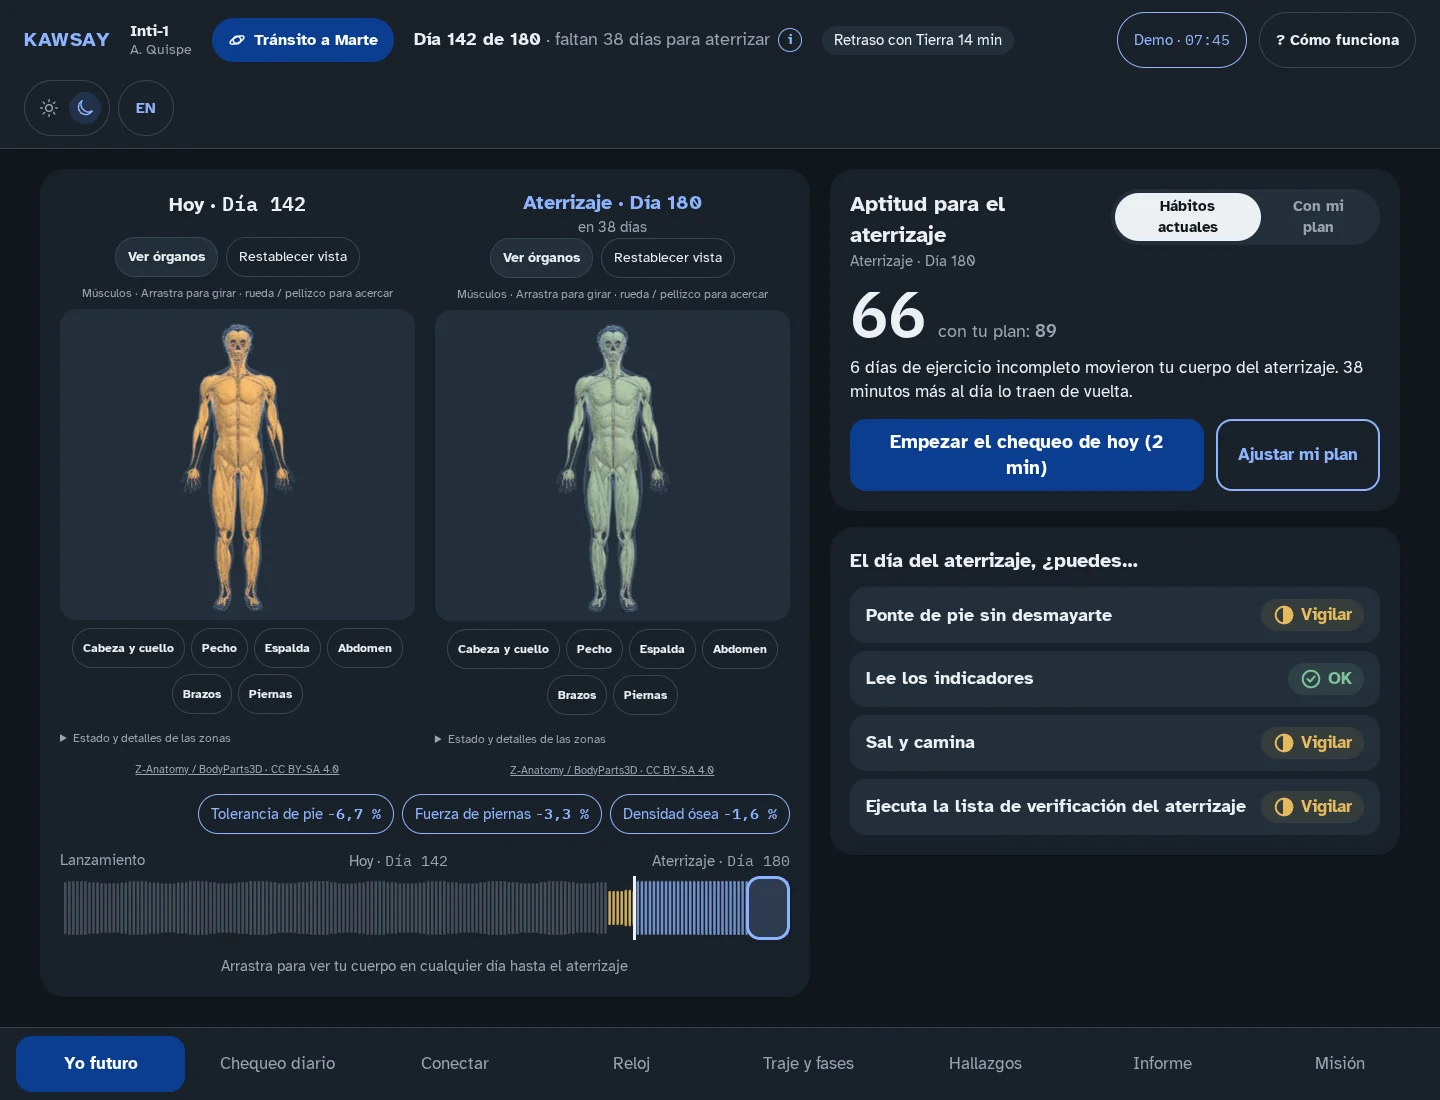 KAWSAY
Inti-1
A. Quispe
Tránsito a Marte
Día 142 de 180 · faltan 38 días para aterrizar i
Retraso con Tierra 14 min
Demo · 07:45
? Cómo funciona
EN
Hoy · Día 142
Ver órganos
Restablecer vista
Músculos · Arrastra para girar · rueda / pellizco para acercar
Cabeza y cuello
Pecho
Espalda
Abdomen
Brazos
Piernas
▶ Estado y detalles de las zonas
Z-Anatomy / BodyParts3D · CC BY-SA 4.0
Aterrizaje · Día 180
en 38 días
Ver órganos
Restablecer vista
Músculos · Arrastra para girar · rueda / pellizco para acercar
Cabeza y cuello
Pecho
Espalda
Abdomen
Brazos
Piernas
▶ Estado y detalles de las zonas
Z-Anatomy / BodyParts3D · CC BY-SA 4.0
Tolerancia de pie -6,7 %
Fuerza de piernas -3,3 %
Densidad ósea -1,6 %
Lanzamiento
Hoy · Día 142
Aterrizaje · Día 180
Arrastra para ver tu cuerpo en cualquier día hasta el aterrizaje
Aptitud para el
aterrizaje
Aterrizaje · Día 180
Hábitos
actuales
Con mi
plan
66 con tu plan: 89
6 días de ejercicio incompleto movieron tu cuerpo del aterrizaje. 38
minutos más al día lo traen de vuelta.
Empezar el chequeo de hoy (2
min)
Ajustar mi plan
El día del aterrizaje, ¿puedes...
Ponte de pie sin desmayarte
Vigilar
Lee los indicadores
OK
Sal y camina
Vigilar
Ejecuta la lista de verificación del aterrizaje
Vigilar
Yo futuro
Chequeo diario
Conectar
Reloj
Traje y fases
Hallazgos
Informe
Misión